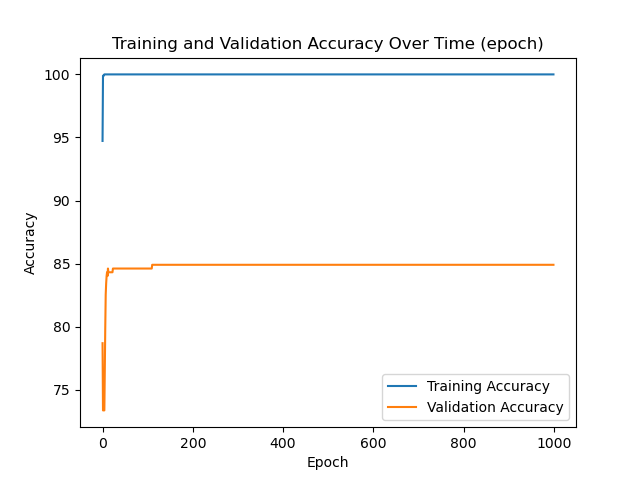 Training and Validation Accuracy Over Time (epoch)
100
95
90
85
80
75
Accuracy
0
200
400
600
800
1000
Epoch
Training Accuracy
Validation Accuracy